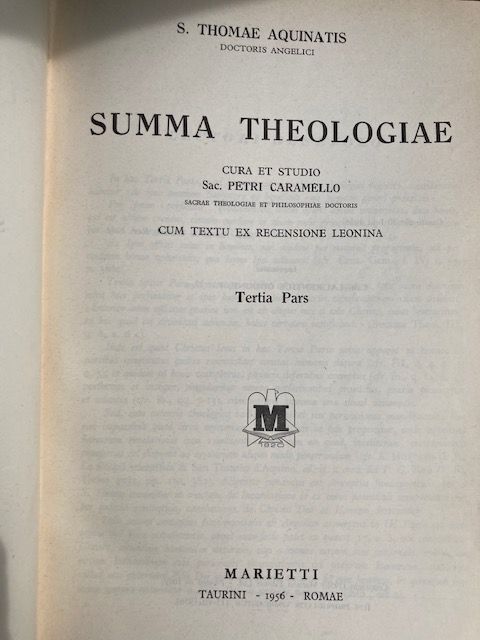 S. THOMAE AQUINATIS
DOCTORIS ANGELICI
SUMMA THEOLOGIAE
CURA ET STUDIO
Sac. PETRI CARAMELLO
SACRAE THEOLOGIAE ET PHILOSOPHIAE DOCTORIS
CUM TEXTU EX RECENSIONE LEONINA
Tertia Pars
M
1820
MARIETTI
TAURINI - 1956 - ROMAE